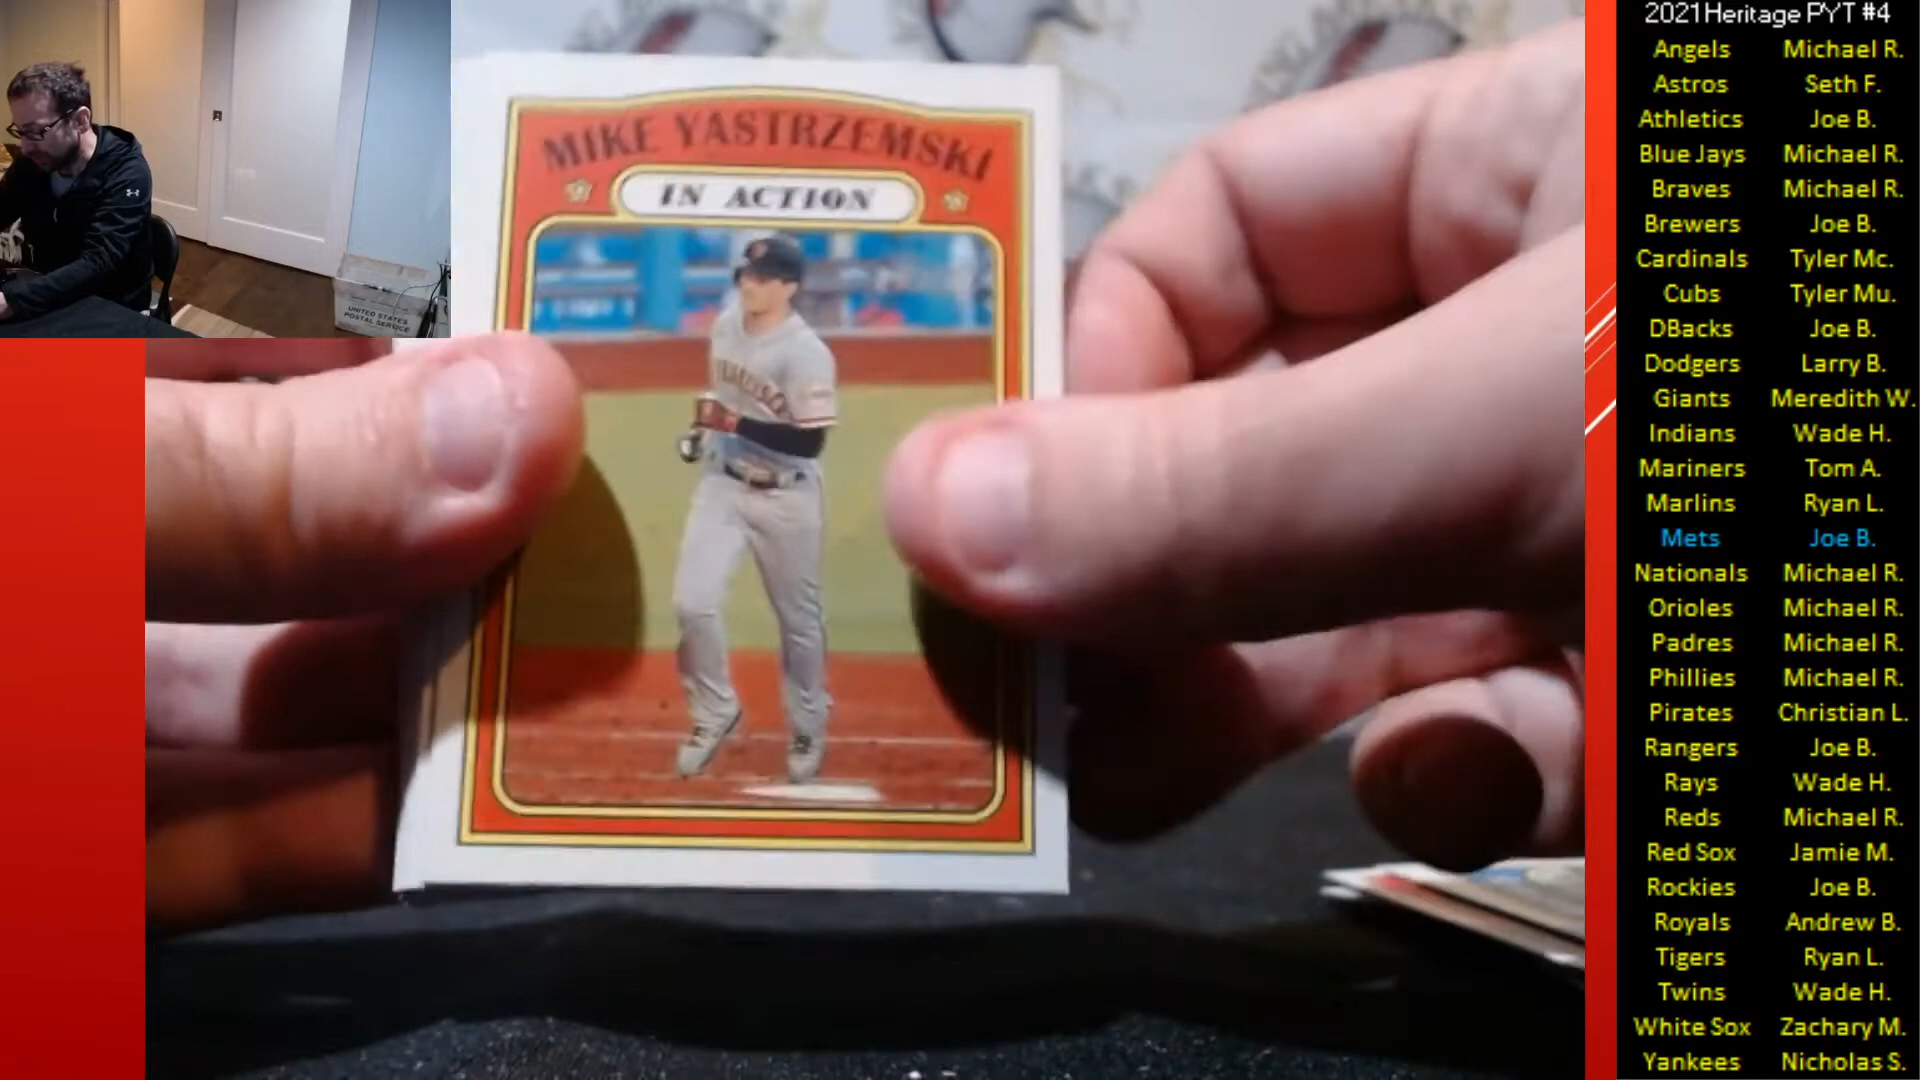 MIKE YASTRZEMSKI
IN ACTION
UNITED STATES
POSTAL SERVICE
2021 Heritage PYT #4
Angels Michael R.
Astros Seth F.
Athletics Joe B.
Blue Jays Michael R.
Braves Michael R.
Brewers Joe B.
Cardinals Tyler Mc.
Cubs Tyler Mu.
DBacks Joe B.
Dodgers Larry B.
Giants Meredith W.
Indians Wade H.
Mariners Tom A.
Marlins Ryan L.
Mets Joe B.
Nationals Michael R.
Orioles Michael R.
Padres Michael R.
Phillies Michael R.
Pirates Christian L.
Rangers Joe B.
Rays Wade H.
Reds Michael R.
Red Sox Jamie M.
Rockies Joe B.
Royals Andrew B.
Tigers Ryan L.
Twins Wade H.
White Sox Zachary M.
Yankees Nicholas S.